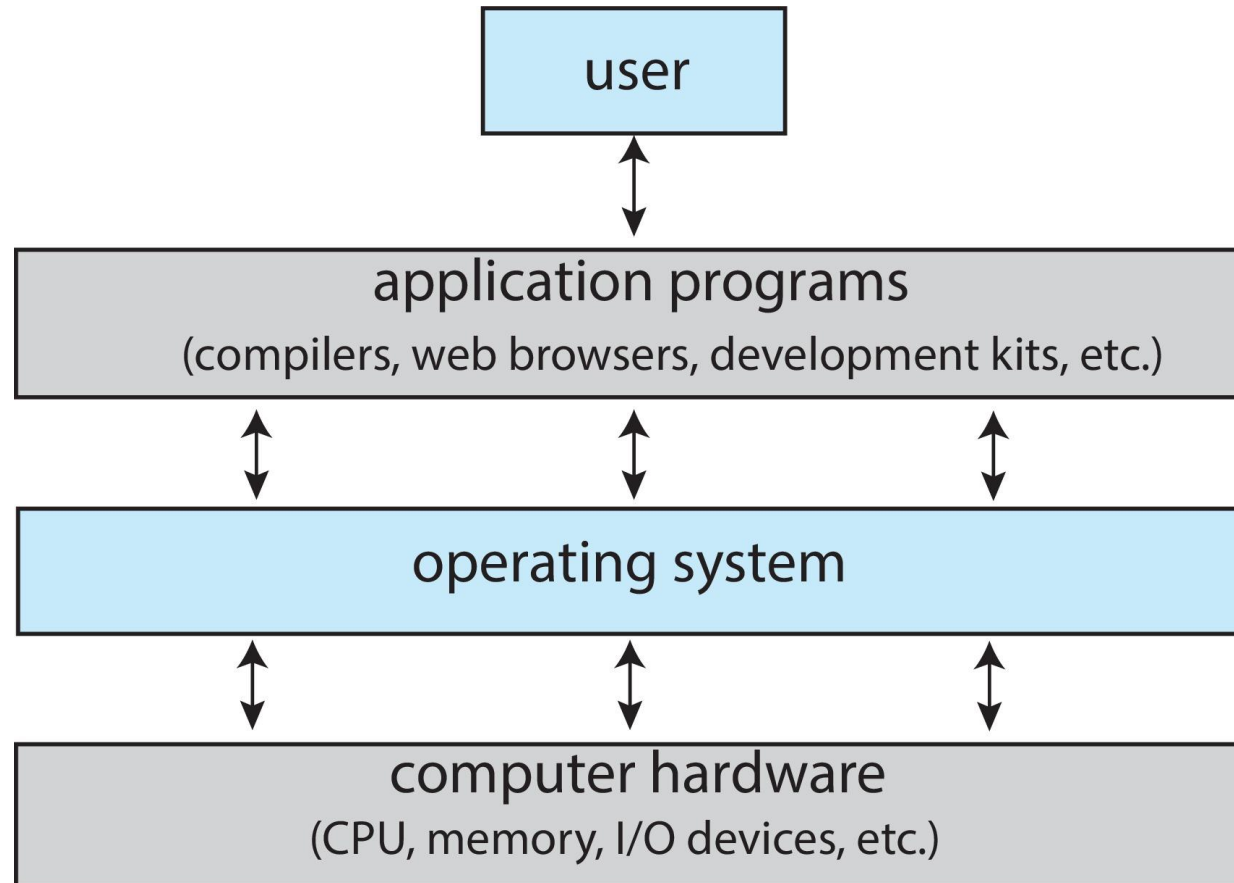 user
application programs
(compilers, web browsers, development kits, etc.)
operating system
computer hardware
(CPU, memory, I/O devices, etc.)